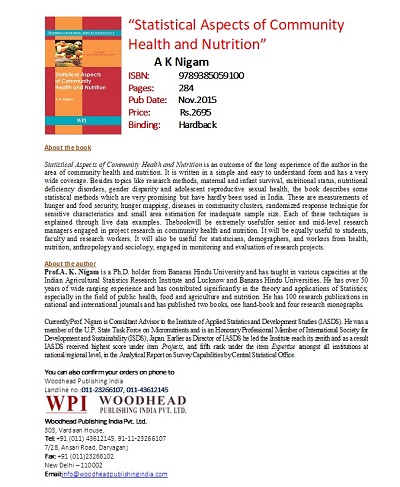 “Statistical Aspects of Community
Health and Nutrition”
A K Nigam
ISBN: 9789385059100
Pages: 284
Pub Date: Nov.2015
Price: Rs.2695
Binding: Hardback
Statistical Aspects
of Community
Health and Nutrition
A. K. Nigam
WPI
About the book
Statistical Aspects of Community Health and Nutrition is an outcome of the long experience of the author in the
area of community health and nutrition. It is written in a simple and easy to understand form and has a very
wide coverage. Besides topics like research methods, maternal and infant survival, nutritional status, nutritional
deficiency disorders, gender disparity and adolescent reproductive sexual health, the book describes some
statistical methods which are very promising but have hardly been used in India. These are measurements of
hunger and food security, hunger mapping, diseases in community clusters, randomized response technique for
sensitive characteristics and small area estimation for inadequate sample size. Each of these techniques is
explained through live data examples. Thebookwill be extremely usefulfor senior and mid-level research
managers engaged in project research in community health and nutrition. It will be equally useful to students,
faculty and research workers. It will also be useful for statisticians, demographers, and workers from health,
nutrition, anthropology and sociology, engaged in monitoring and evaluation of research projects.
About the author
Prof.A. K. Nigam is a Ph.D. holder from Banaras Hindu University and has taught in various capacities at the
Indian Agricultural Statistics Research Institute and Lucknow and Banaras Hindu Universities. He has over 50
years of wide ranging experience and has contributed significantly in the theory and applications of Statistics,
especially in the field of public health, food and agriculture and nutrition. He has 100 research publications in
national and international journals and has published two books, one hand-book and four research monographs.
CurrentlyProf. Nigam is Consultant Advisor to the Institute of Applied Statistics and Development Studies (IASDS). He was a
member of the U.P. State Task Force on Micronutrients and is an Honorary Professional Member of International Society for
Development and Sustainability (ISDS), Japan. Earlier as Director of IASDS he led the Institute reach its zenith and as a result
IASDS received highest score under item Projects, and fifth rank under the item Expertise amongst all institutions at
national/regional level, in the Analytical Report on Survey Capabilities by Central Statistical Office.
You can also confirm your orders on phone to
Woodhead Publishing India
Landline no.:011-23266107, 011-43612145
WPI WOODHEAD
PUBLISHING INDIA PVT. LTD.
Woodhead Publishing India Pvt. Ltd.
303, Vardaan House,
Tel: +91 (011) 43612145, 91-11-23266107
7/28, Ansari Road, Daryaganj
Fax: +91 (011)23266102
New Delhi – 110002
Email:info@woodheadpublishingindia.com